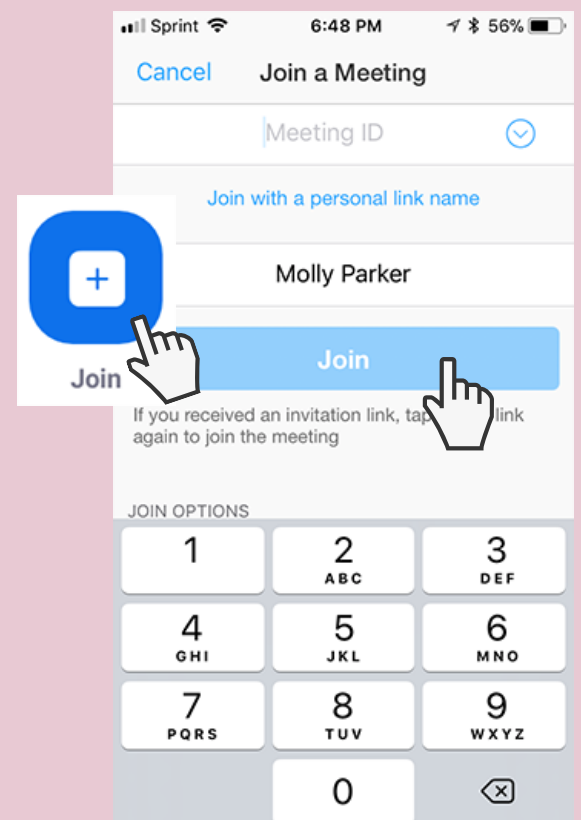 Sprint 6:48 PM 56%
Cancel Join a Meeting
Meeting ID
Join with a personal link name
Molly Parker
Join
Join
If you received an invitation link, tap link
again to join the meeting
JOIN OPTIONS
1 2 3
ABC DEF
4 5 6
GHI JKL MNO
7 8 9
PQRS TUV WXYZ
0